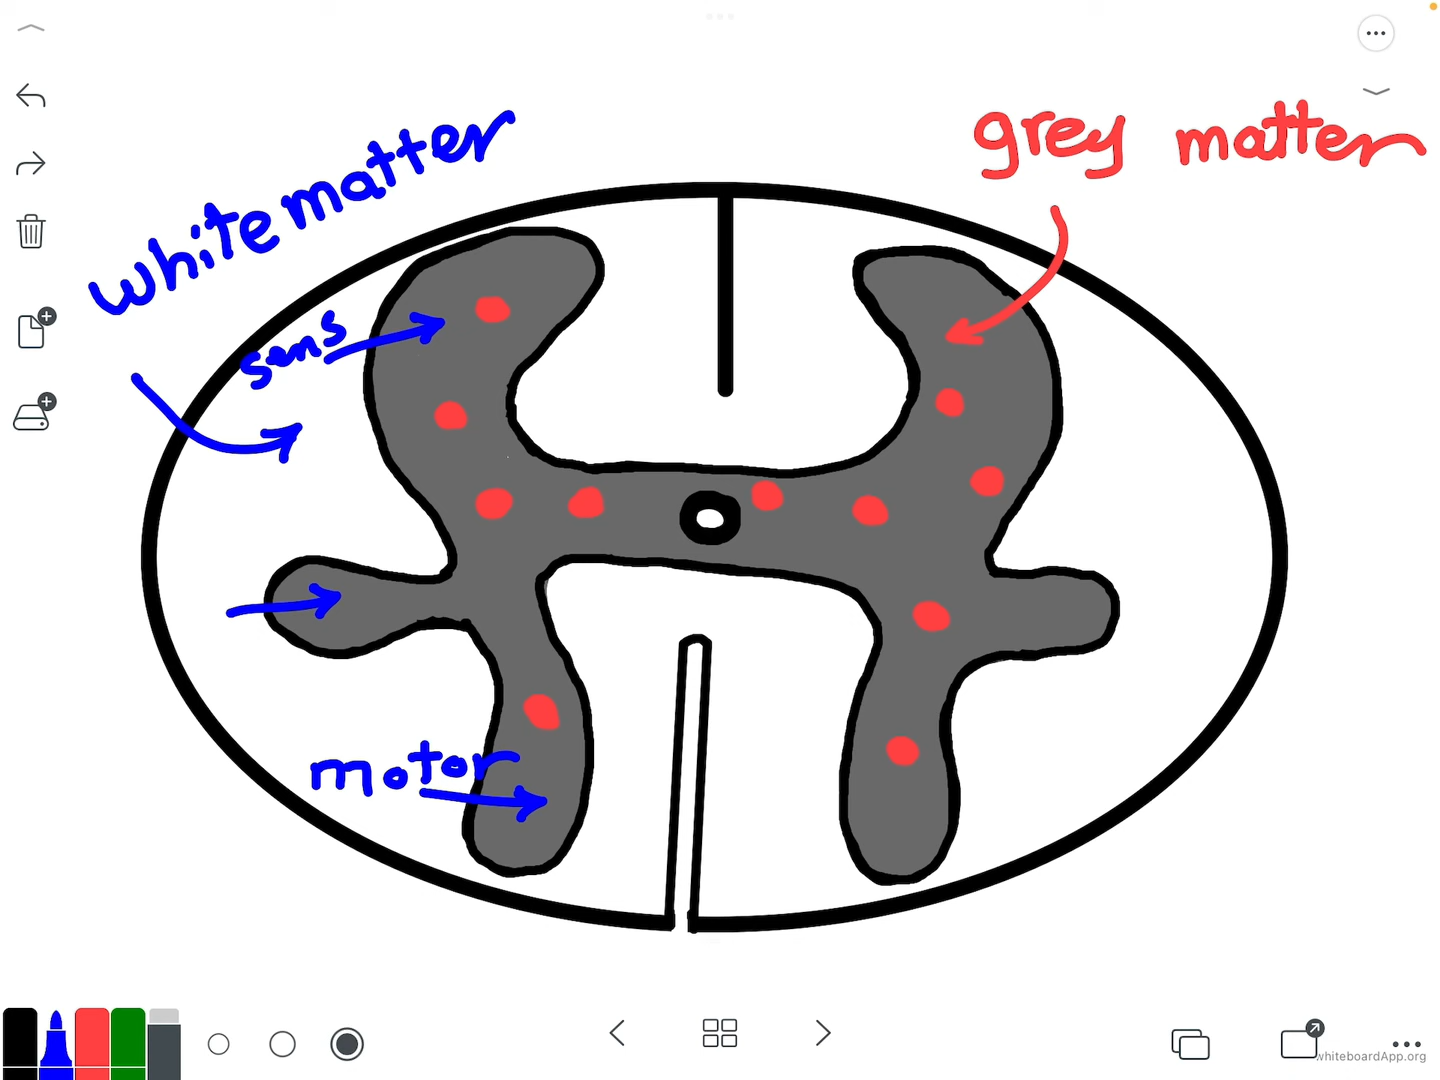 white matter
grey matter
sens
motor
whiteboardApp.org